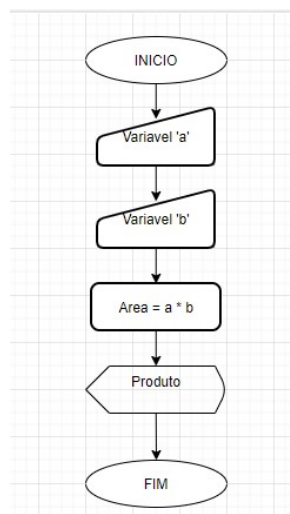 INICIO
Variavel 'a'
Variavel 'b'
Area = a * b
Produto
FIM